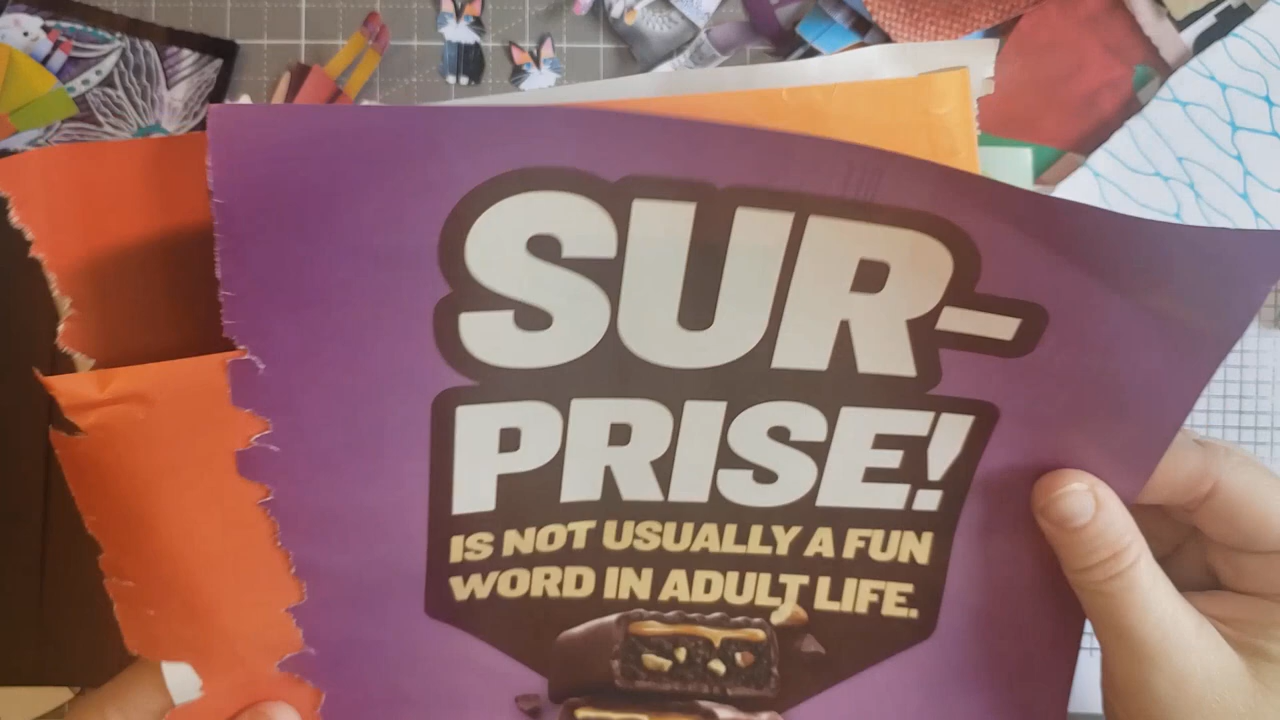 SUR-
PRISE!
IS NOT USUALLY A FUN
WORD IN ADULT LIFE.